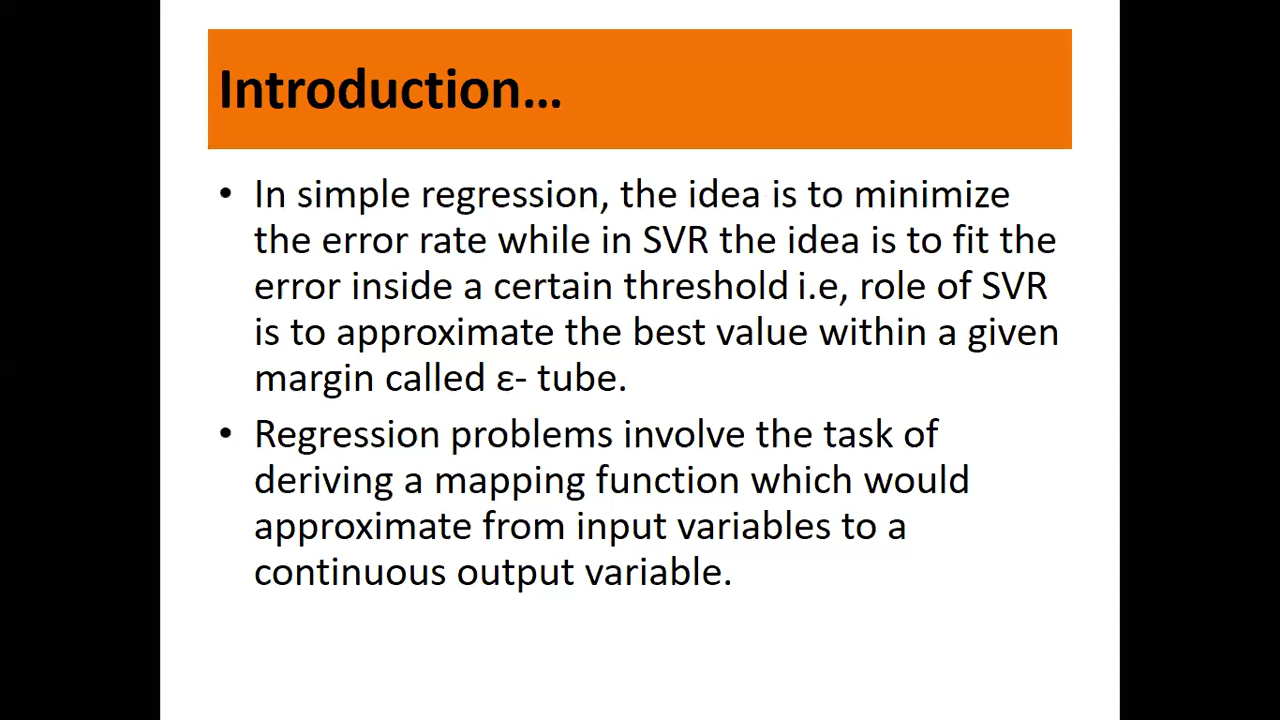 Introduction...
• In simple regression, the idea is to minimize
the error rate while in SVR the idea is to fit the
error inside a certain threshold i.e, role of SVR
is to approximate the best value within a given
margin called ε- tube.
• Regression problems involve the task of
deriving a mapping function which would
approximate from input variables to a
continuous output variable.